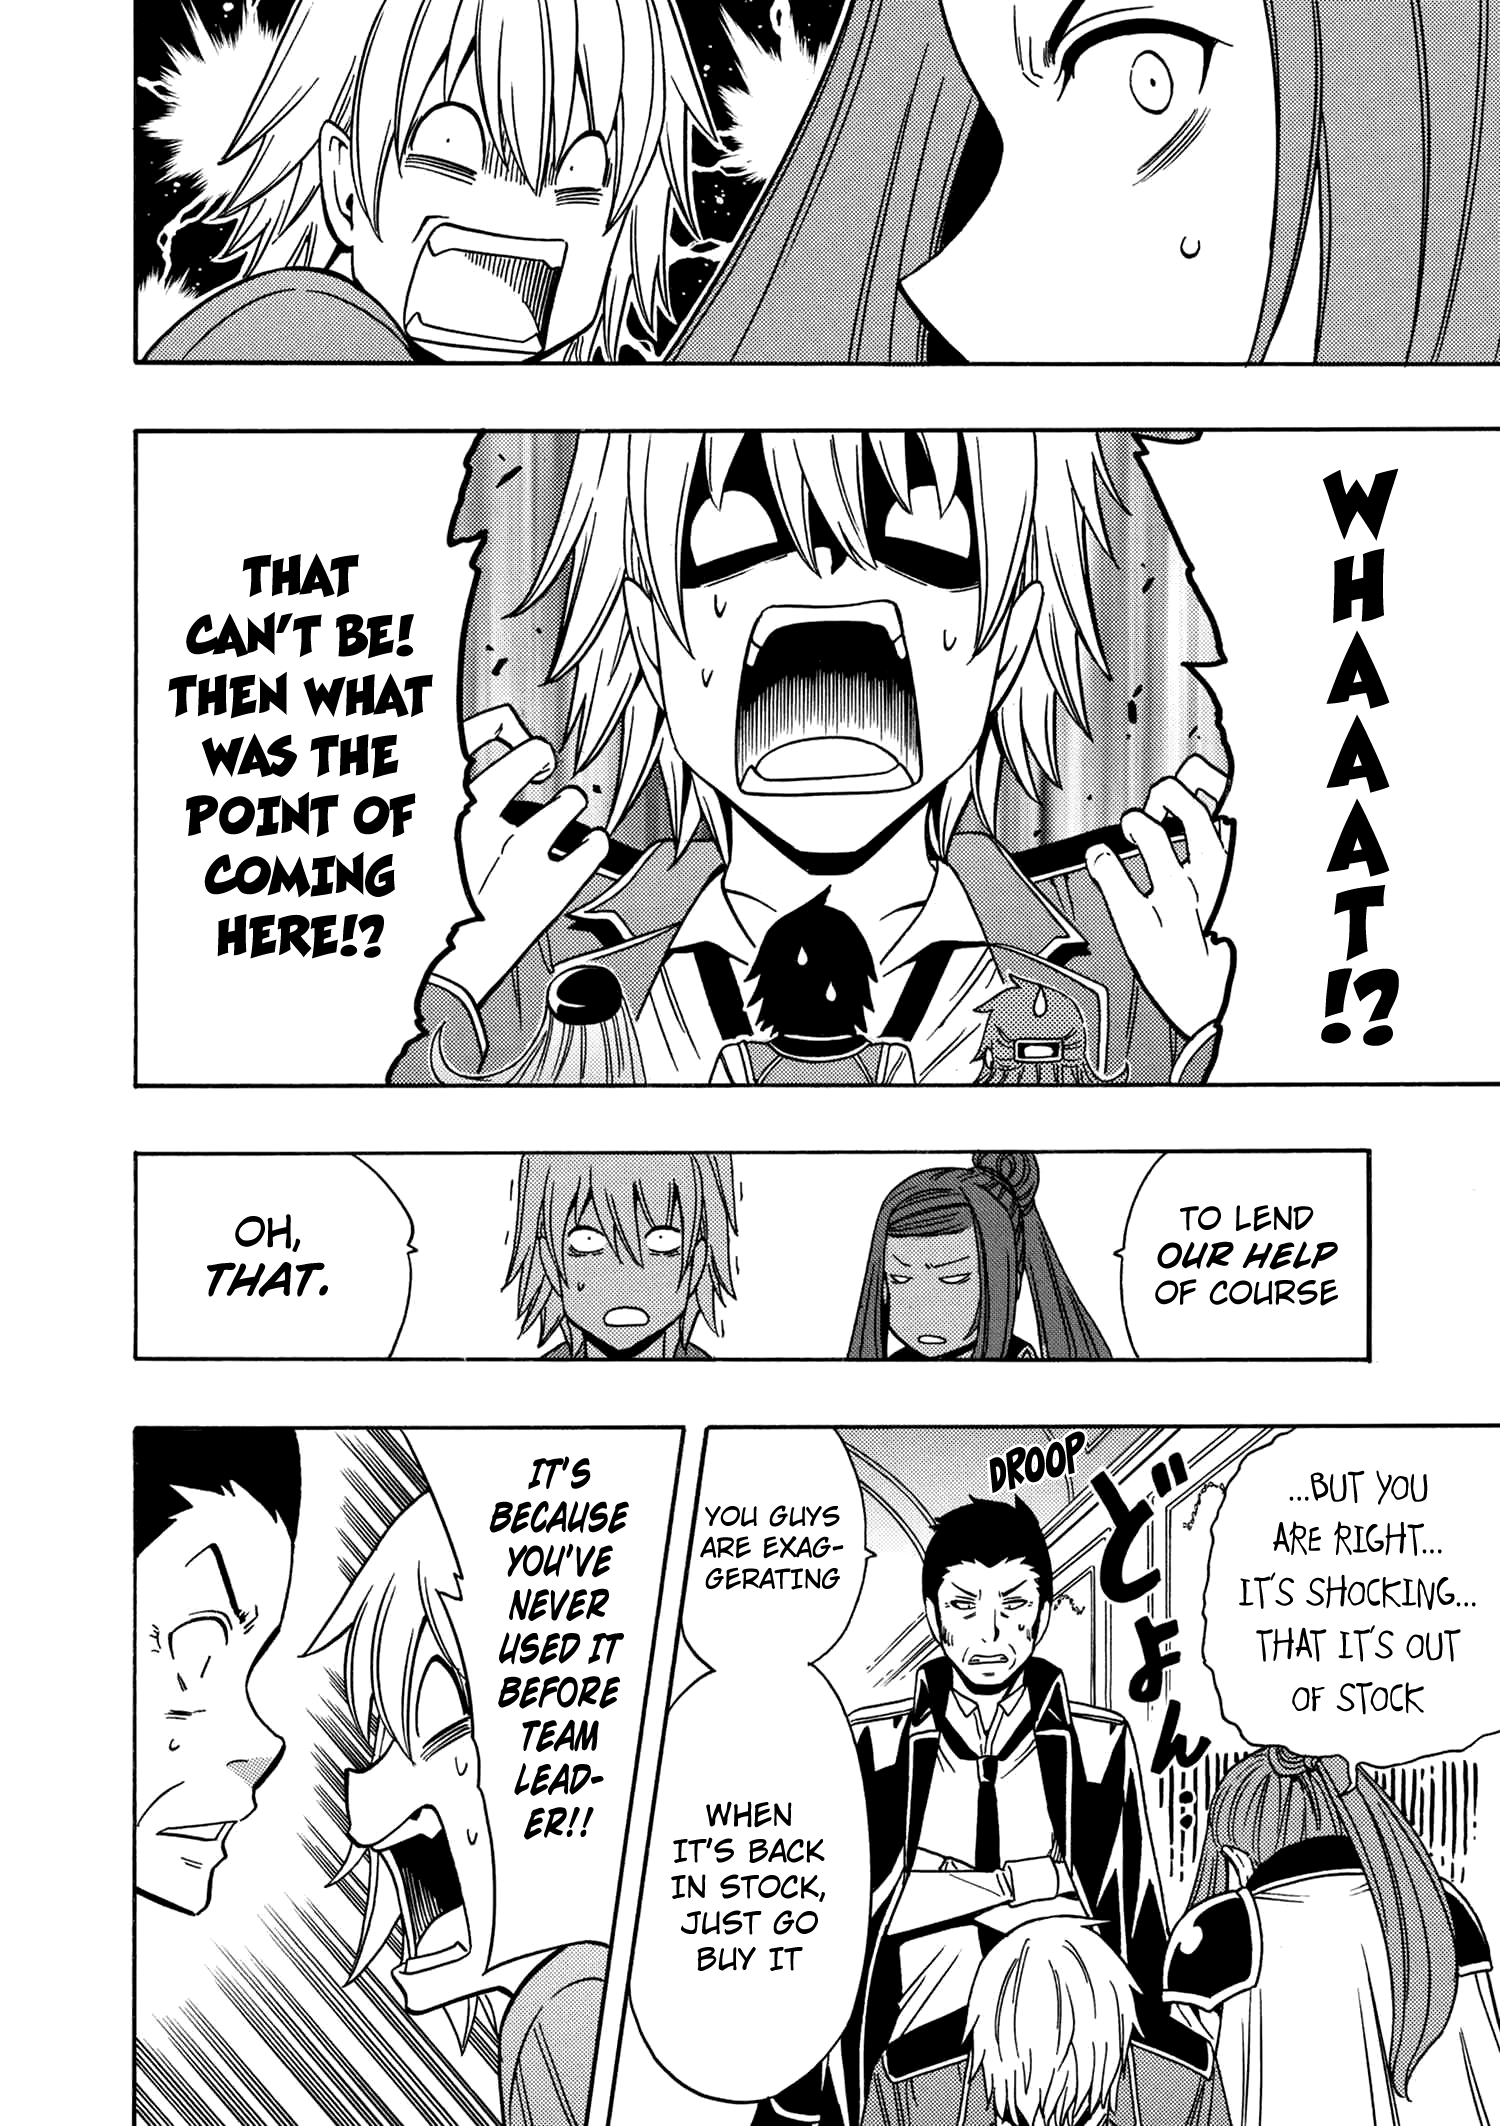 WHAAAT!?
THAT
CAN'T BE!
THEN WHAT
WAS THE
POINT OF
COMING
HERE!?
TO LEND
OUR HELP
OF COURSE
OH,
THAT.
...BUT YOU
ARE RIGHT...
IT'S SHOCKING...
THAT IT'S OUT
OF STOCK
どよん
DROOP
YOU GUYS
ARE EXAG-
GERATING
WHEN
IT'S BACK
IN STOCK,
JUST GO
BUY IT
IT'S
BECAUSE
YOU'VE
NEVER
USED IT
BEFORE
TEAM
LEAD-
ER!!